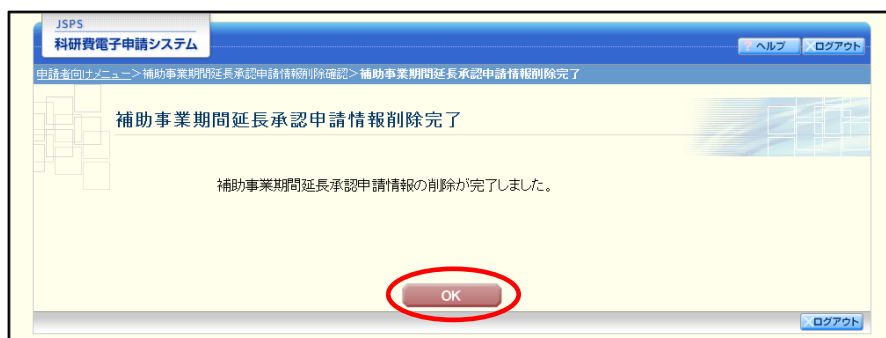 JSPS
科研費電子申請システム
? ヘルプ ×ログアウト
申請者向けメニュー>補助事業期間延長承認申請情報削除確認>補助事業期間延長承認申請情報削除完了
補助事業期間延長承認申請情報削除完了
補助事業期間延長承認申請情報の削除が完了しました。
OK
×ログアウト